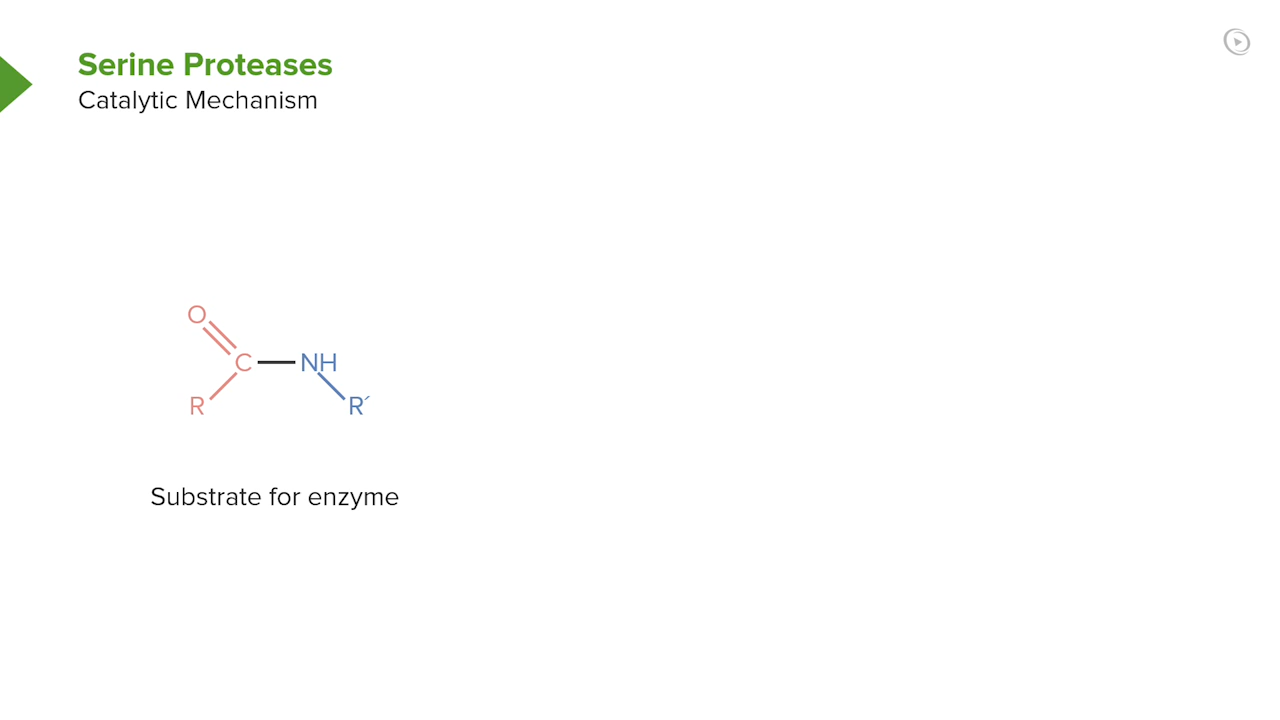 Serine Proteases
Catalytic Mechanism
O
C NH
R R´
Substrate for enzyme